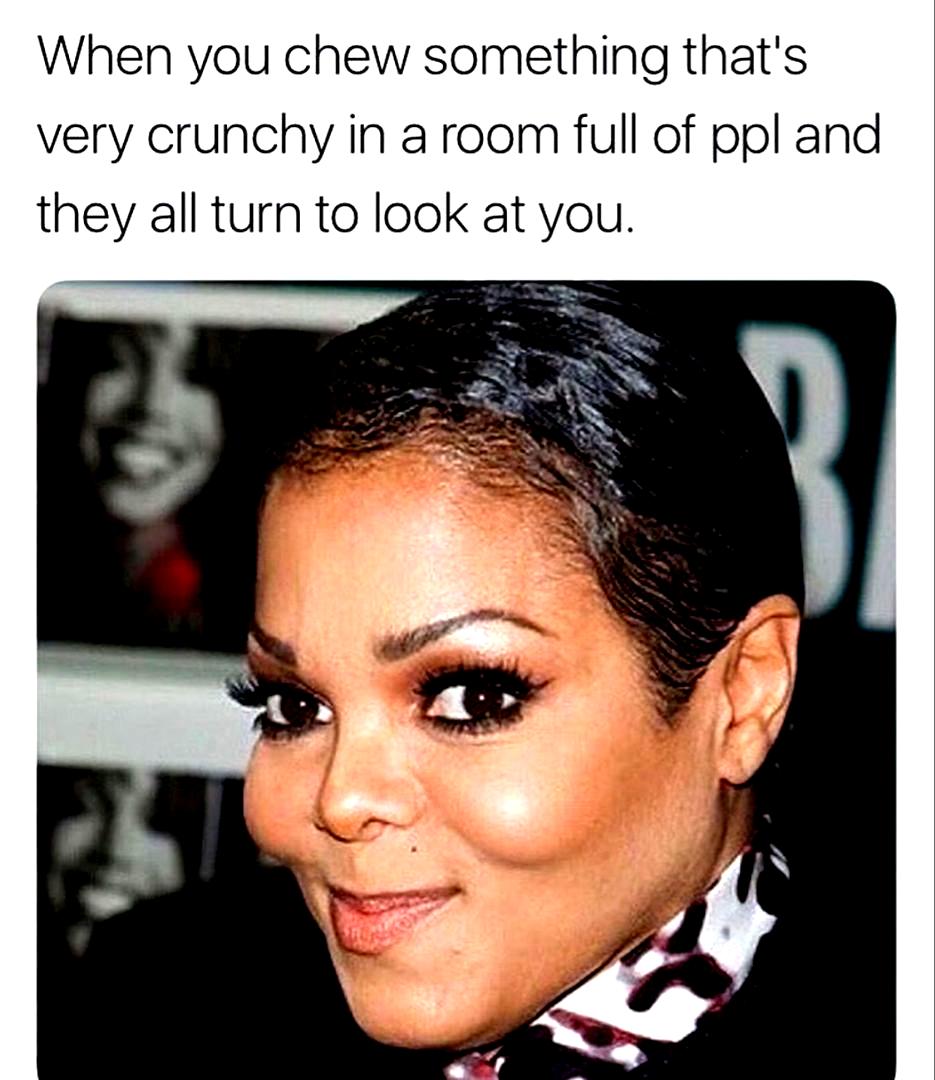 When you chew something that's
very crunchy in a room full of ppl and
they all turn to look at you.
BA